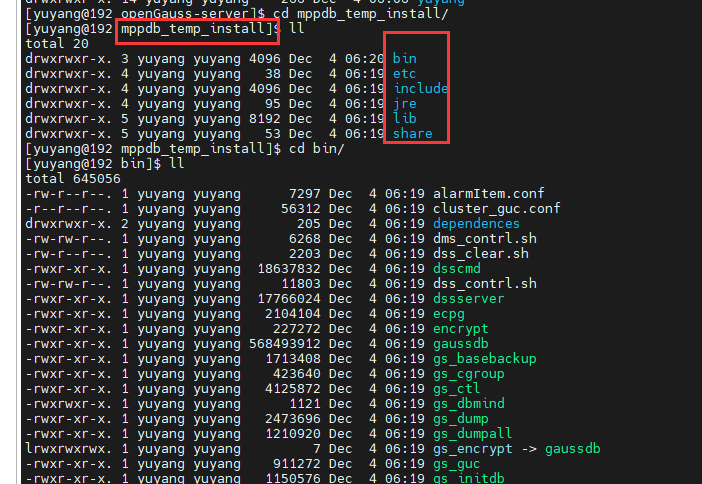 drwxrwxr-x. 14 yuyang yuyang 200 Dec 4 06:06 yuyang
[yuyang@192 openGauss-server]$ cd mppdb_temp_install/
[yuyang@192 mppdb_temp_install]$ ll
total 20
drwxrwxr-x. 3 yuyang yuyang 4096 Dec 4 06:20 bin
drwxrwxr-x. 4 yuyang yuyang 38 Dec 4 06:19 etc
drwxrwxr-x. 4 yuyang yuyang 4096 Dec 4 06:19 include
drwxrwxr-x. 4 yuyang yuyang 95 Dec 4 06:19 jre
drwxrwxr-x. 5 yuyang yuyang 8192 Dec 4 06:19 lib
drwxrwxr-x. 5 yuyang yuyang 53 Dec 4 06:19 share
[yuyang@192 mppdb_temp_install]$ cd bin/
[yuyang@192 bin]$ ll
total 645056
-rw-r--r--. 1 yuyang yuyang 7297 Dec 4 06:19 alarmItem.conf
-r--r--r--. 1 yuyang yuyang 56312 Dec 4 06:19 cluster_guc.conf
drwxrwxr-x. 2 yuyang yuyang 205 Dec 4 06:19 dependences
-rw-rw-r--. 1 yuyang yuyang 6268 Dec 4 06:19 dms_contrl.sh
-rw-rw-r--. 1 yuyang yuyang 2203 Dec 4 06:19 dss_clear.sh
-rwxr-xr-x. 1 yuyang yuyang 18637832 Dec 4 06:19 dsscmd
-rw-rw-r--. 1 yuyang yuyang 11803 Dec 4 06:19 dss_contrl.sh
-rwxr-xr-x. 1 yuyang yuyang 17766024 Dec 4 06:19 dssserver
-rwxr-xr-x. 1 yuyang yuyang 2104104 Dec 4 06:19 ecpg
-rwxr-xr-x. 1 yuyang yuyang 227272 Dec 4 06:19 encrypt
-rwxrwxr-x. 1 yuyang yuyang 568493912 Dec 4 06:19 gaussdb
-rwxr-xr-x. 1 yuyang yuyang 1713408 Dec 4 06:19 gs_basebackup
-rwxr-xr-x. 1 yuyang yuyang 423640 Dec 4 06:19 gs_cgroup
-rwxr-xr-x. 1 yuyang yuyang 4125872 Dec 4 06:19 gs_ctl
-rwxrwxr-x. 1 yuyang yuyang 1121 Dec 4 06:19 gs_dbmind
-rwxr-xr-x. 1 yuyang yuyang 2473696 Dec 4 06:19 gs_dump
-rwxr-xr-x. 1 yuyang yuyang 1210920 Dec 4 06:19 gs_dumpall
lrwxrwxrwx. 1 yuyang yuyang 7 Dec 4 06:19 gs_encrypt -> gaussdb
-rwxr-xr-x. 1 yuyang yuyang 911272 Dec 4 06:19 gs_guc
-rwxr-xr-x. 1 yuyang yuyang 1150576 Dec 4 06:19 gs_initdb